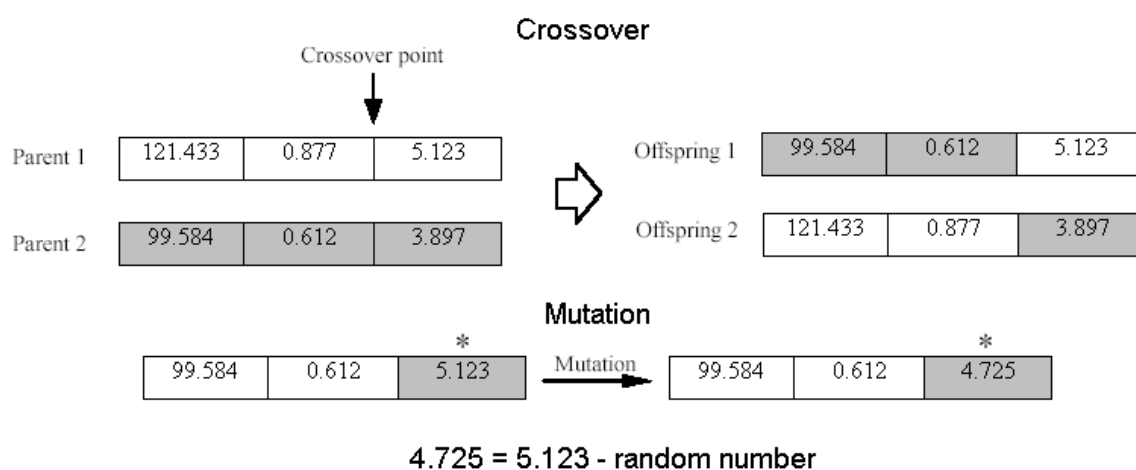 Crossover
Crossover point
Parent 1 121.433 0.877 5.123
Offspring 1 99.584 0.612 5.123
Parent 2 99.584 0.612 3.897
Offspring 2 121.433 0.877 3.897
Mutation
* *
99.584 0.612 5.123 Mutation 99.584 0.612 4.725
4.725 = 5.123 - random number